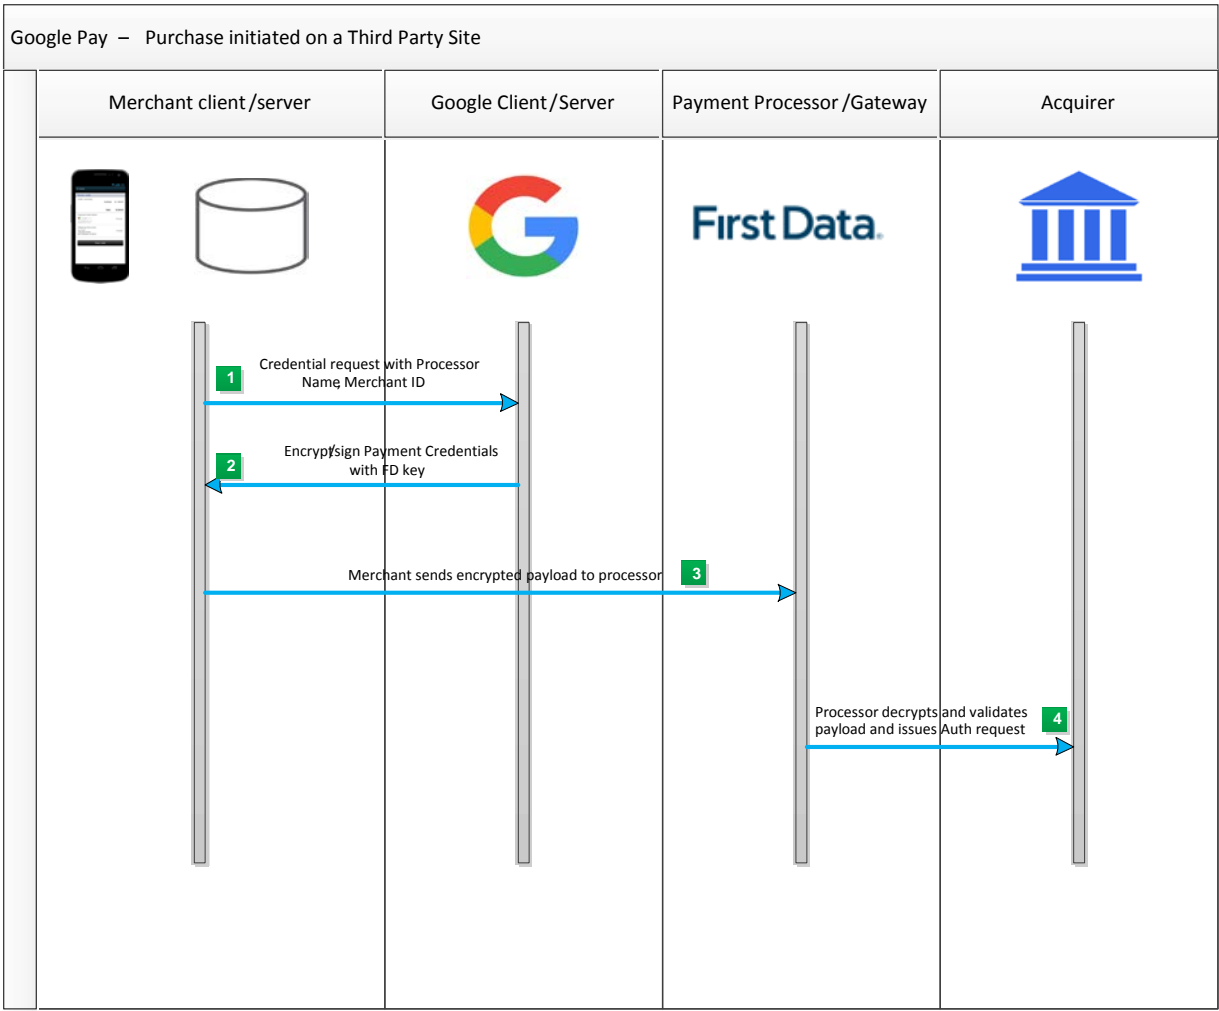 Google Pay – Purchase initiated on a Third Party Site
Merchant client/server
Google Client/Server
Payment Processor/Gateway
Acquirer
First Data.
1
Credential request with Processor
Name, Merchant ID
2
Encrypt/sign Payment Credentials
with FD key
Merchant sends encrypted payload to processor
3
Processor decrypts and validates
payload and issues Auth request
4